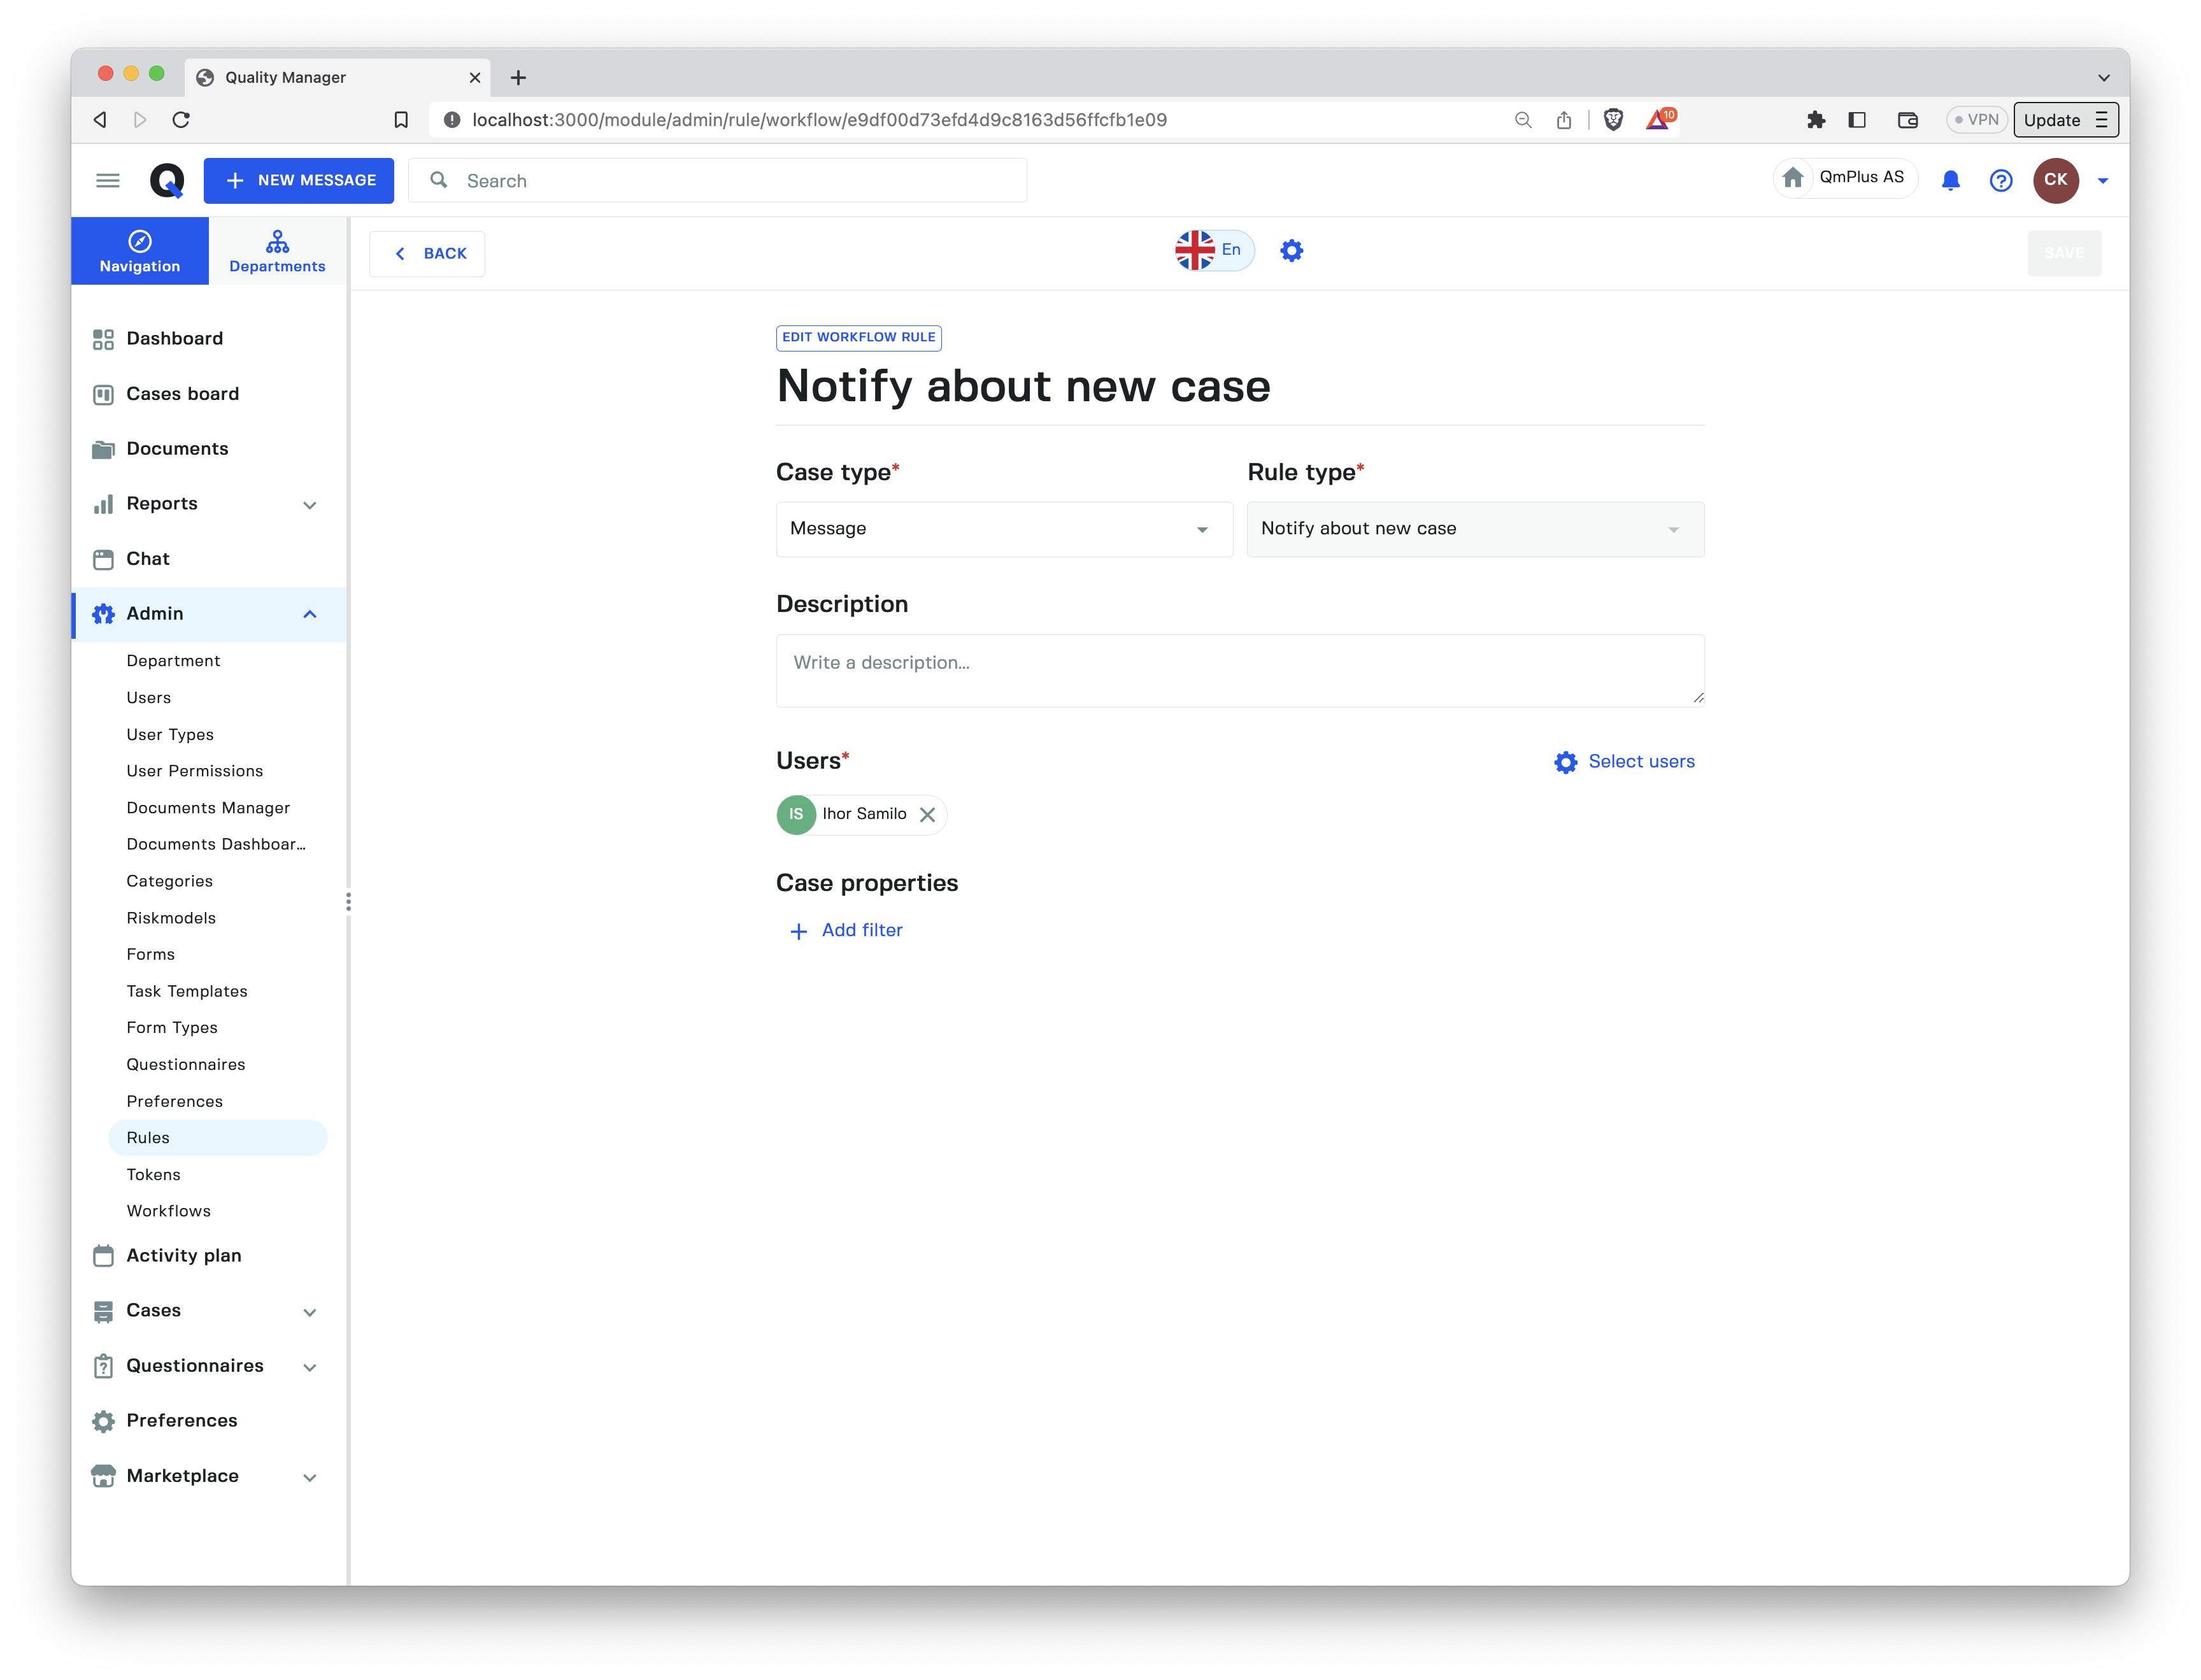 Quality Manager
localhost:3000/module/admin/rule/workflow/e9df00d73efd4d9c8163d56ffcfb1e09
10
VPN
Update
NEW MESSAGE
Search
QmPlus AS
CK
Navigation
Departments
BACK
En
SAVE
Dashboard
Cases board
Documents
Reports
Chat
Admin
Department
Users
User Types
User Permissions
Documents Manager
Documents Dashboar...
Categories
Riskmodels
Forms
Task Templates
Form Types
Questionnaires
Preferences
Rules
Tokens
Workflows
Activity plan
Cases
Questionnaires
Preferences
Marketplace
EDIT WORKFLOW RULE
Notify about new case
Case type*
Rule type*
Message
Notify about new case
Description
Write a description...
Users*
Select users
IS Ihor Samilo
Case properties
Add filter